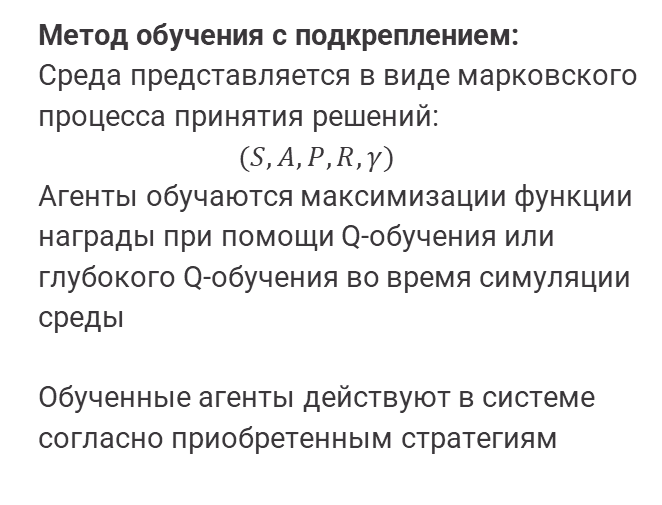 Метод обучения с подкреплением:
Среда представляется в виде марковского
процесса принятия решений:
(S, A, P, R, γ)
Агенты обучаются максимизации функции
награды при помощи Q-обучения или
глубокого Q-обучения во время симуляции
среды
Обученные агенты действуют в системе
согласно приобретенным стратегиям